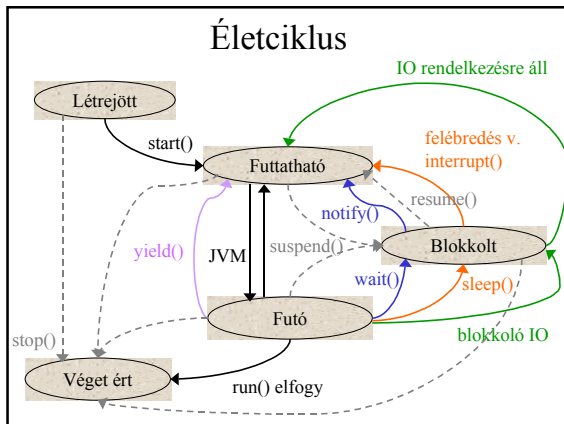 Életciklus
IO rendelkezésre áll
Létrejött
start()
felébredés v.
interrupt()
Futtatható
resume()
notify()
yield()
JVM
suspend()
Blokkolt
wait()
sleep()
Futó
stop()
blokkoló IO
Véget ért
run() elfogy